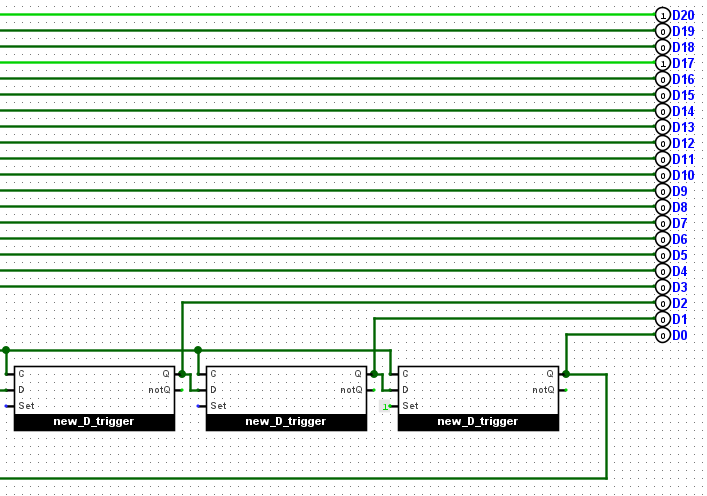 1 D20
0 D19
0 D18
1 D17
0 D16
0 D15
0 D14
0 D13
0 D12
0 D11
0 D10
0 D9
0 D8
0 D7
0 D6
0 D5
0 D4
0 D3
0 D2
0 D1
0 D0
C Q C Q C Q
D notQ D notQ D notQ
Set Set 1 Set
new_D_trigger new_D_trigger new_D_trigger